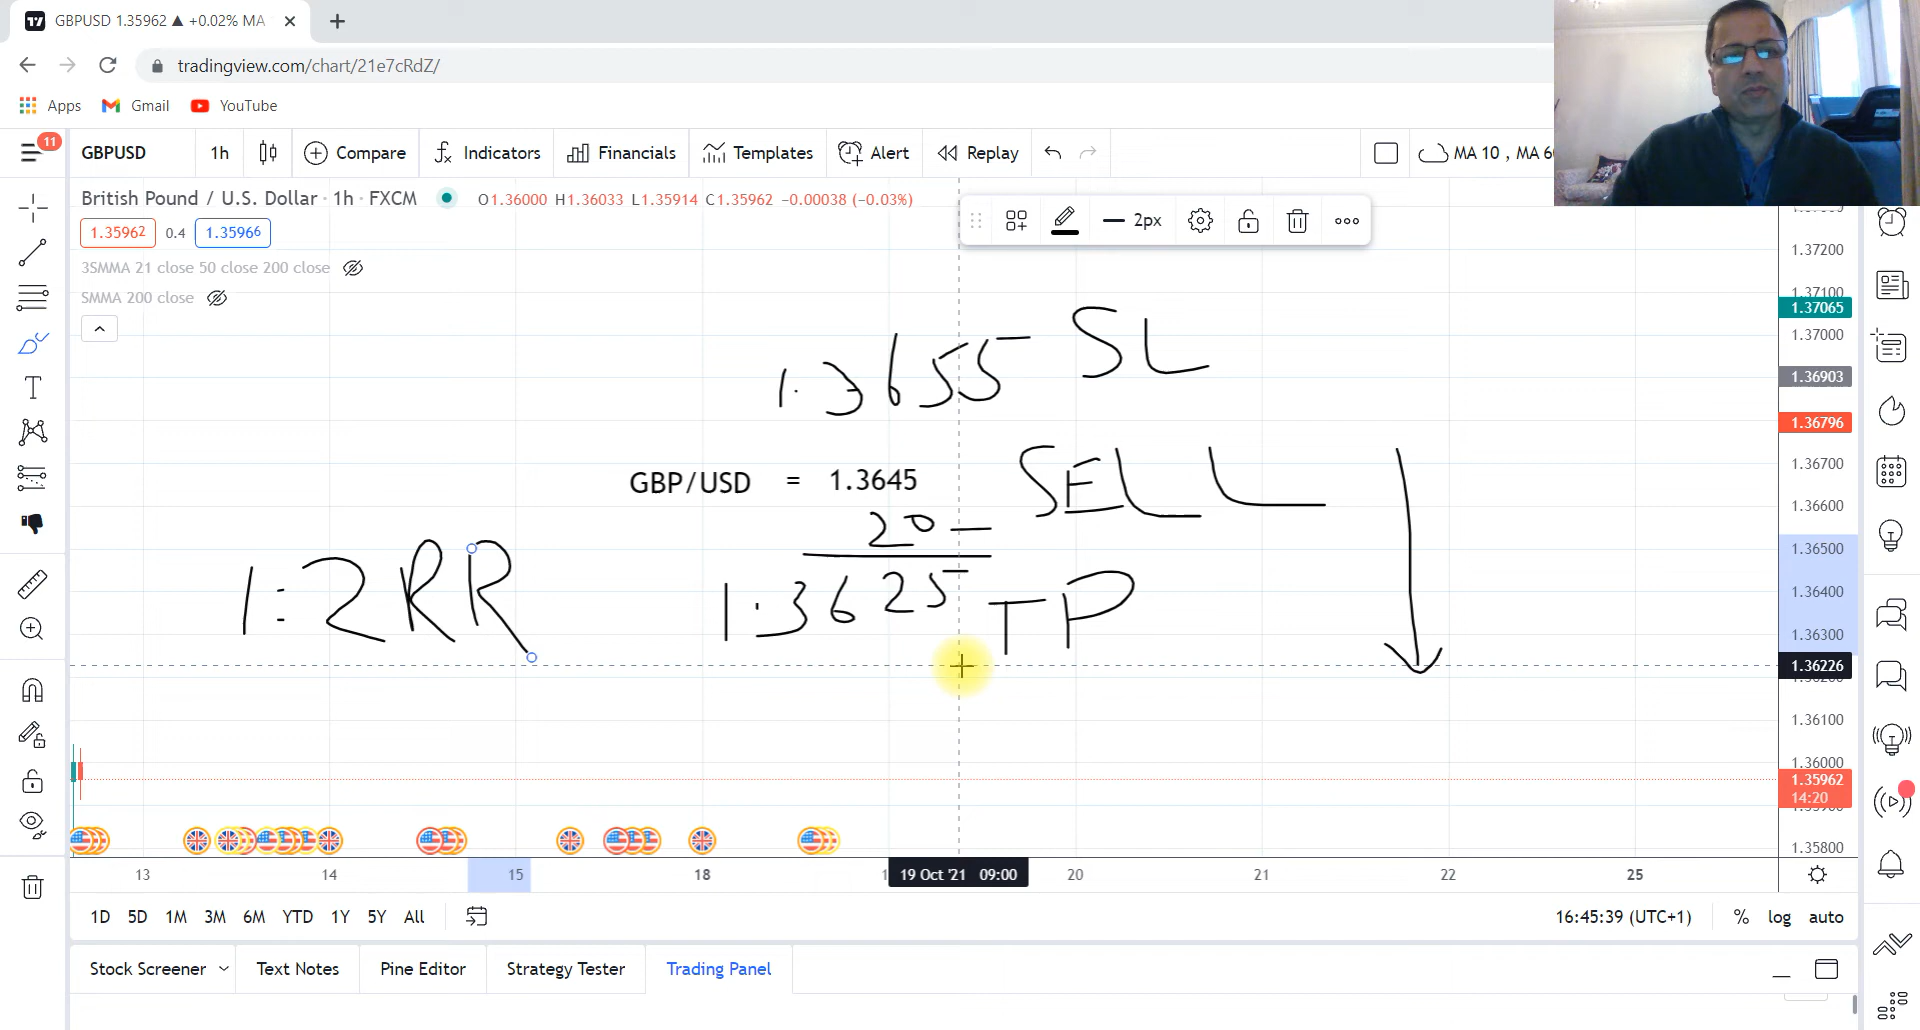 GBPUSD 1.35962 ▲ +0.02% MA
tradingview.com/chart/21e7cRdZ/
Apps Gmail YouTube
11
GBPUSD 1h Compare Indicators Financials Templates Alert Replay MA 10 , MA 60
British Pound / U.S. Dollar · 1h · FXCM O1.36000 H1.36033 L1.35914 C1.35962 −0.00038 (−0.03%)
2px
1.35962 0.4 1.35966
3SMMA 21 close 50 close 200 close
SMMA 200 close
1.37200
1.37100
1.37065
1.37000
1.36903
1.36796
1.36700
1.36600
1.36500
1.36400
1.36300
1.36226
1.36100
1.36000
1.35962
14:20
1.35800
1.3655 SL
GBP/USD = 1.3645 SELL
20 —
1.3625 TP
1:2RR
13 14 15 18 19 Oct '21 09:00 20 21 22 25
1D 5D 1M 3M 6M YTD 1Y 5Y All 16:45:39 (UTC+1) % log auto
Stock Screener Text Notes Pine Editor Strategy Tester Trading Panel